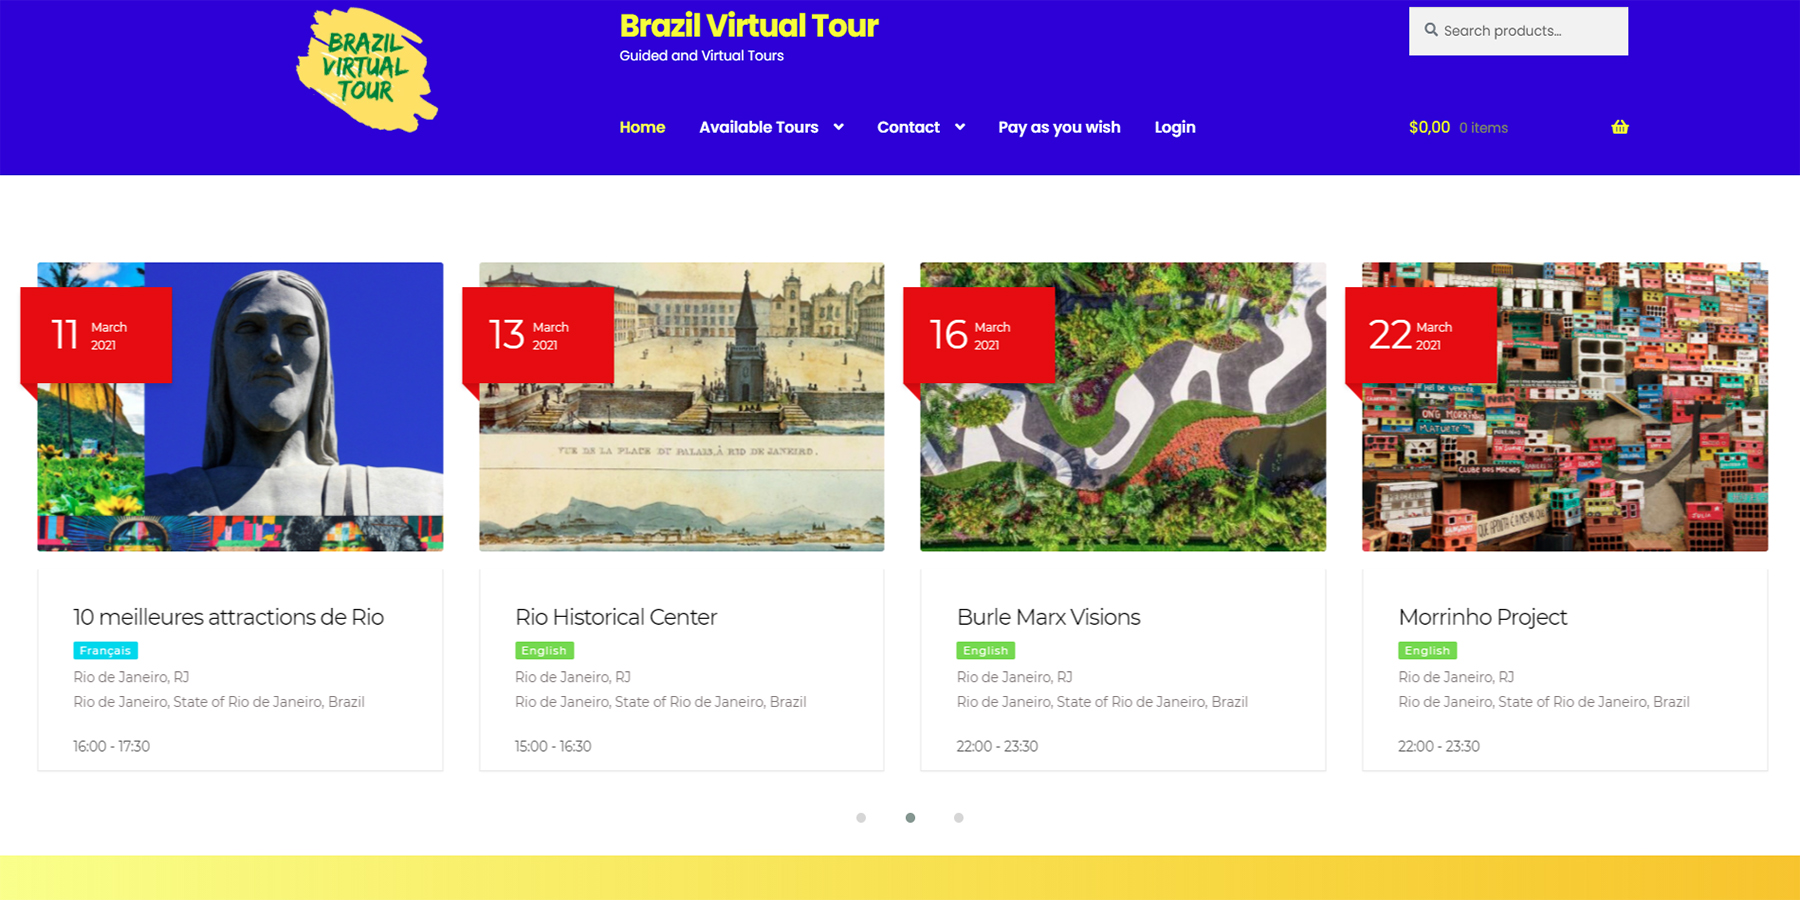 BRAZIL
VIRTUAL
TOUR
Brazil Virtual Tour
Guided and Virtual Tours
Search products...
Home Available Tours Contact Pay as you wish Login
$0,00 0 items
11 March
2021
13 March
2021
16 March
2021
22 March
2021
VUE DE LA PLACE DU PALAIS, À RIO DE JANEIRO.
ONG MORRINHO
CLUBE DOS MACHOS
10 meilleures attractions de Rio
Français
Rio de Janeiro, RJ
Rio de Janeiro, State of Rio de Janeiro, Brazil
16:00 - 17:30
Rio Historical Center
English
Rio de Janeiro, RJ
Rio de Janeiro, State of Rio de Janeiro, Brazil
15:00 - 16:30
Burle Marx Visions
English
Rio de Janeiro, RJ
Rio de Janeiro, State of Rio de Janeiro, Brazil
22:00 - 23:30
Morrinho Project
English
Rio de Janeiro, RJ
Rio de Janeiro, State of Rio de Janeiro, Brazil
22:00 - 23:30